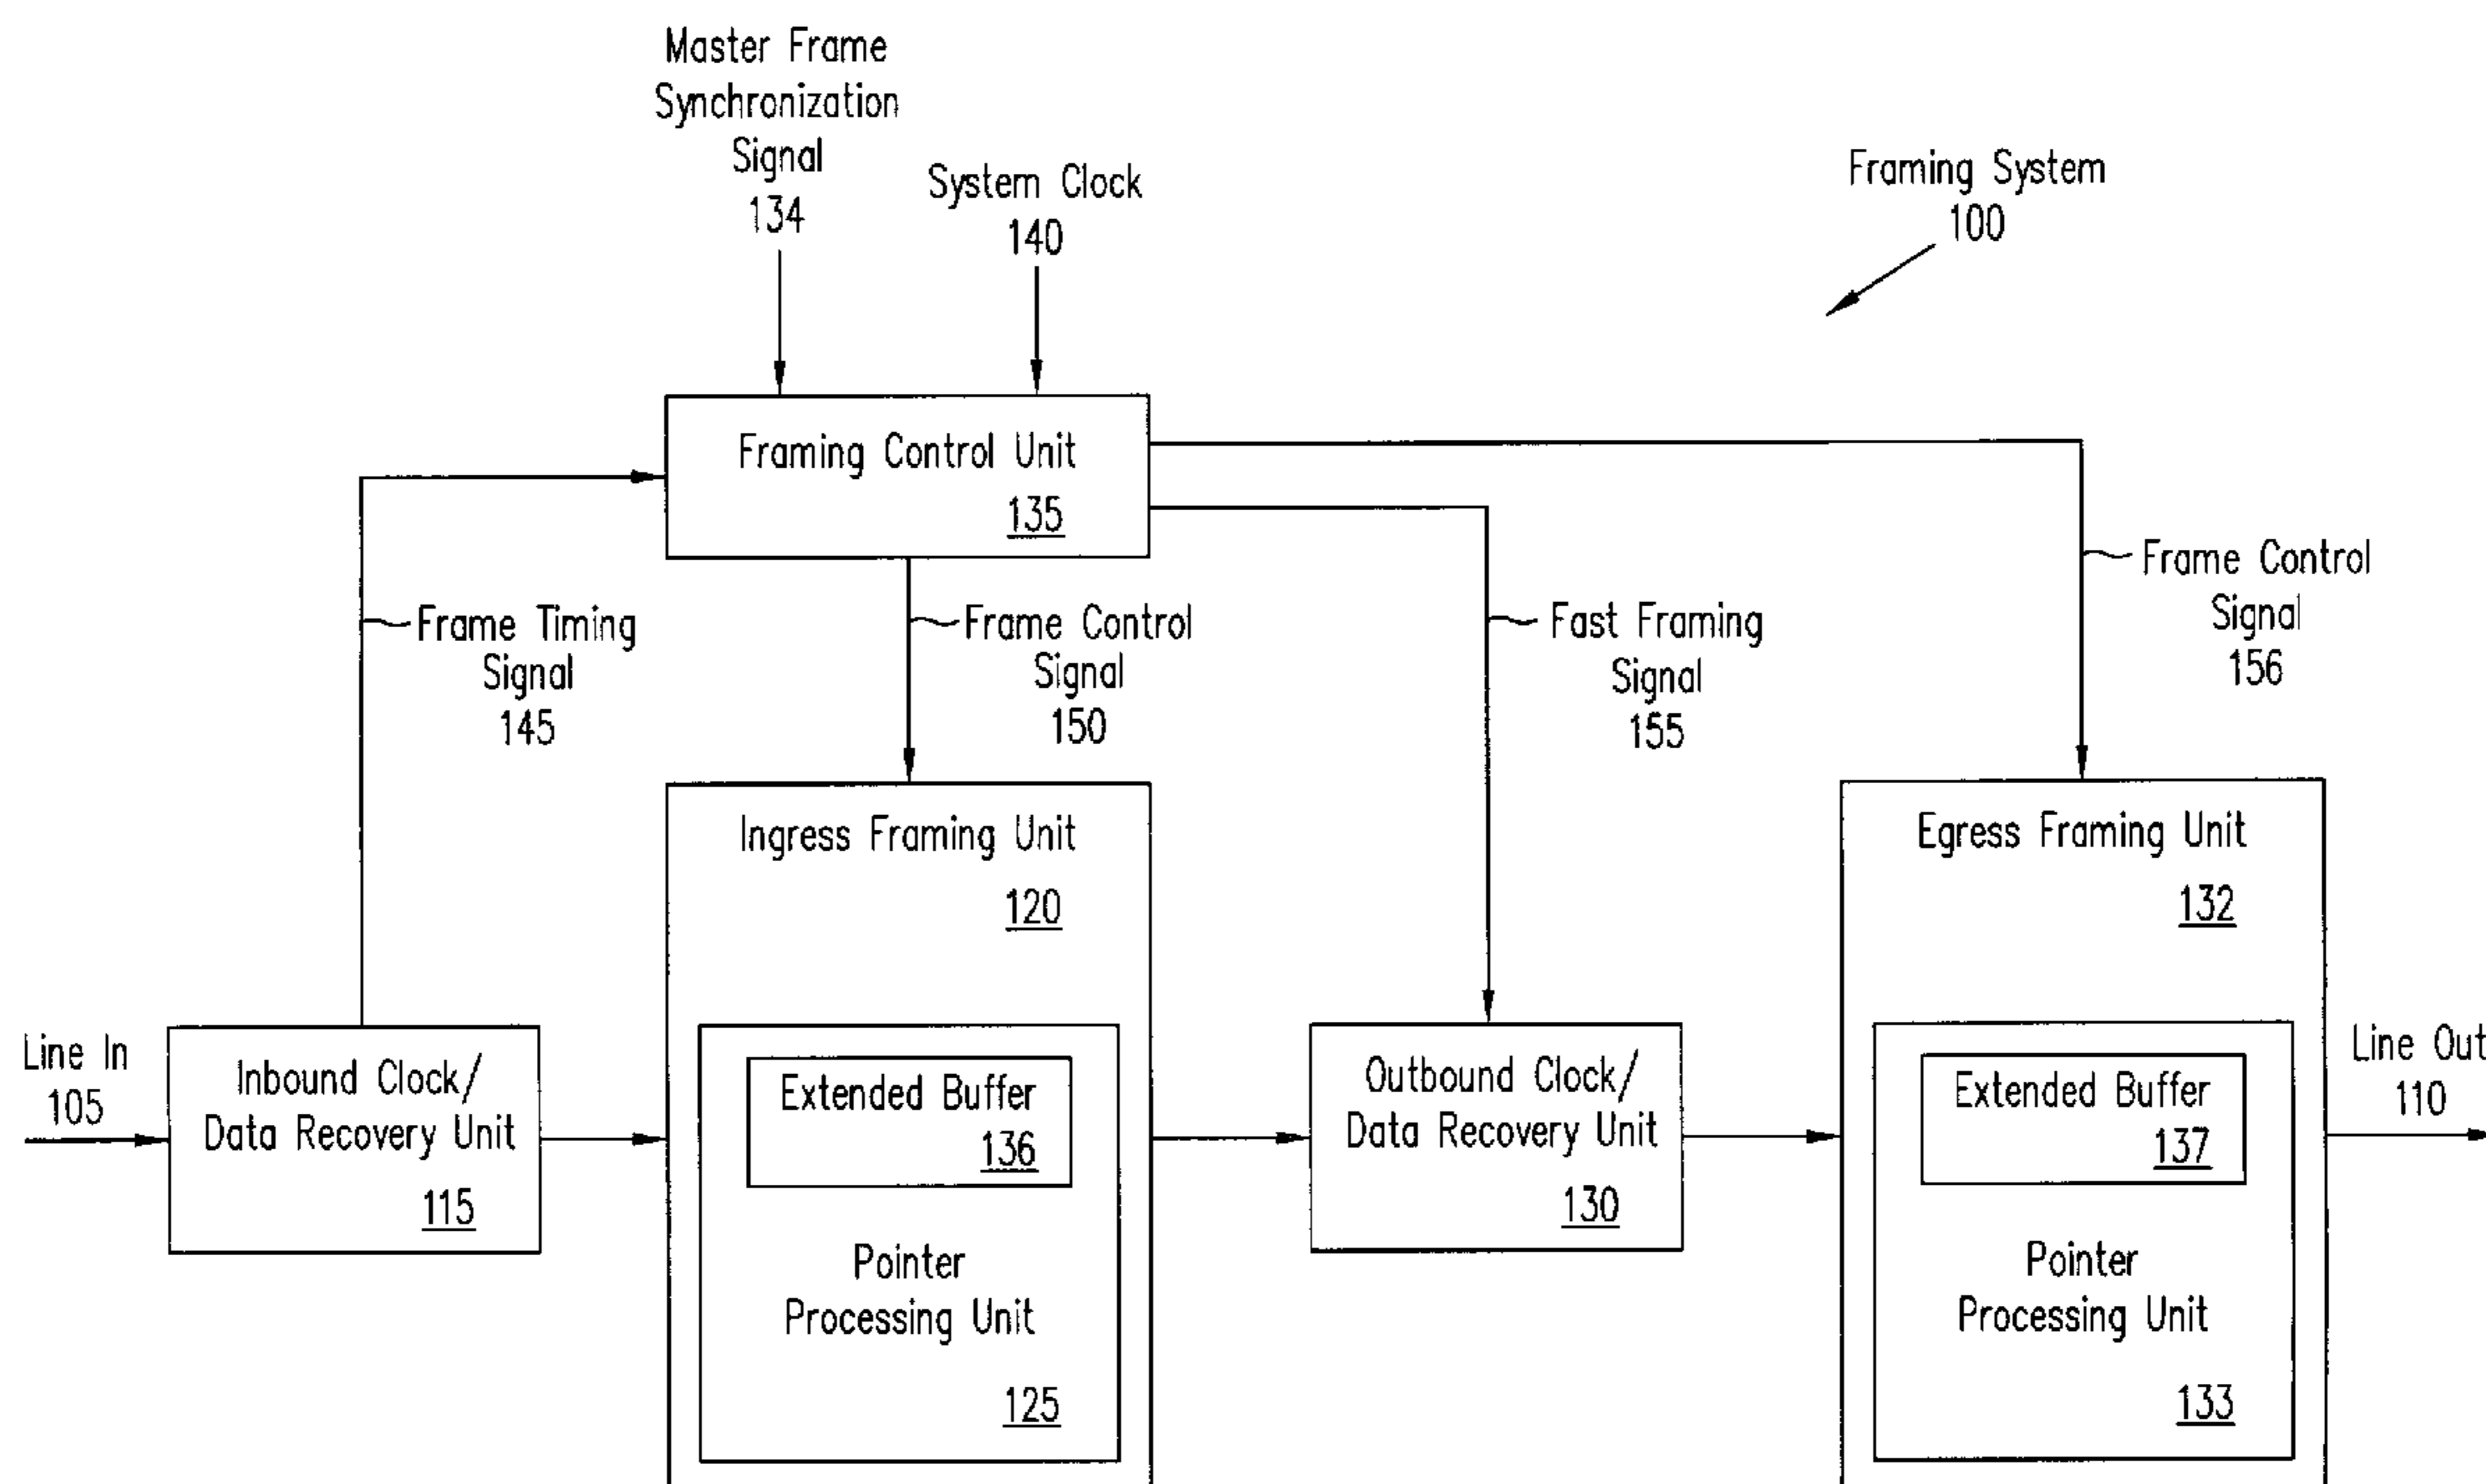 Master Frame
Synchronization
Signal
134
System Clock
140
Framing System
100
Framing Control Unit
135
Frame Timing
Signal
145
Frame Control
Signal
150
Fast Framing
Signal
155
Frame Control
Signal
156
Ingress Framing Unit
120
Egress Framing Unit
132
Line In
105
Inbound Clock/
Data Recovery Unit
115
Extended Buffer
136
Pointer
Processing Unit
125
Outbound Clock/
Data Recovery Unit
130
Extended Buffer
137
Pointer
Processing Unit
133
Line Out
110